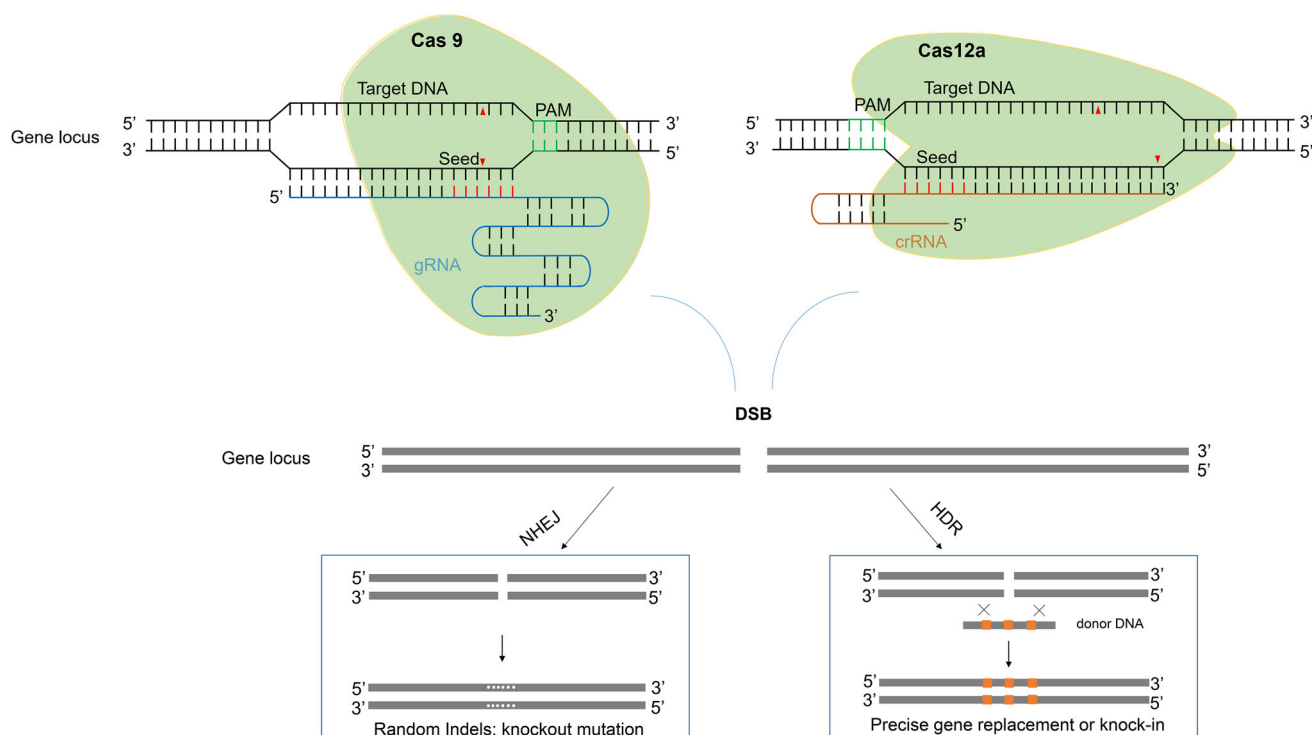 Cas 9
Cas12a
Target DNA
Target DNA
PAM
PAM
5’
3’
5’
3’
Gene locus
3’
5’
3’
5’
Seed
Seed
5’
3’
gRNA
5’
crRNA
3’
DSB
Gene locus
5’
3’
3’
5’
NHEJ
HDR
5’
3’
5’
3’
3’
5’
3’
5’
donor DNA
5’
3’
5’
3’
3’
5’
3’
5’
Random Indels: knockout mutation
Precise gene replacement or knock-in